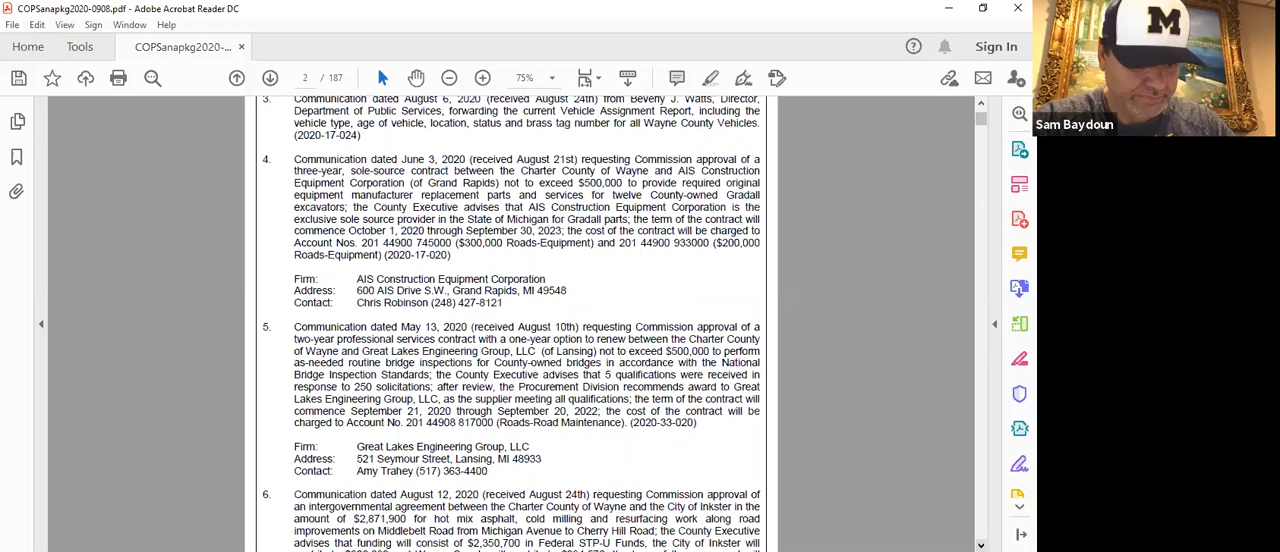 COPSanapkg2020-0908.pdf - Adobe Acrobat Reader DC
File Edit View Sign Window Help
Home Tools COPSanapkg2020-... × Sign In
2 / 187 75%
3. Communication dated August 6, 2020 (received August 24th) from Beverly J. Watts, Director,
Department of Public Services, forwarding the current Vehicle Assignment Report, including the
vehicle type, age of vehicle, location, status and brass tag number for all Wayne County Vehicles.
(2020-17-024)
4. Communication dated June 3, 2020 (received August 21st) requesting Commission approval of a
three-year, sole-source contract between the Charter County of Wayne and AIS Construction
Equipment Corporation (of Grand Rapids) not to exceed $500,000 to provide required original
equipment manufacturer replacement parts and services for twelve County-owned Gradall
excavators; the County Executive advises that AIS Construction Equipment Corporation is the
exclusive sole source provider in the State of Michigan for Gradall parts; the term of the contract will
commence October 1, 2020 through September 30, 2023; the cost of the contract will be charged to
Account Nos. 201 44900 745000 ($300,000 Roads-Equipment) and 201 44900 933000 ($200,000
Roads-Equipment) (2020-17-020)
Firm: AIS Construction Equipment Corporation
Address: 600 AIS Drive S.W., Grand Rapids, MI 49548
Contact: Chris Robinson (248) 427-8121
5. Communication dated May 13, 2020 (received August 10th) requesting Commission approval of a
two-year professional services contract with a one-year option to renew between the Charter County
of Wayne and Great Lakes Engineering Group, LLC (of Lansing) not to exceed $500,000 to perform
as-needed routine bridge inspections for County-owned bridges in accordance with the National
Bridge Inspection Standards; the County Executive advises that 5 qualifications were received in
response to 250 solicitations; after review, the Procurement Division recommends award to Great
Lakes Engineering Group, LLC, as the supplier meeting all qualifications; the term of the contract will
commence September 21, 2020 through September 20, 2022; the cost of the contract will be
charged to Account No. 201 44908 817000 (Roads-Road Maintenance). (2020-33-020)
Firm: Great Lakes Engineering Group, LLC
Address: 521 Seymour Street, Lansing, MI 48933
Contact: Amy Trahey (517) 363-4400
6. Communication dated August 12, 2020 (received August 24th) requesting Commission approval of
an intergovernmental agreement between the Charter County of Wayne and the City of Inkster in the
amount of $2,871,900 for hot mix asphalt, cold milling and resurfacing work along road
improvements on Middlebelt Road from Michigan Avenue to Cherry Hill Road; the County Executive
advises that funding will consist of $2,350,700 in Federal STP-U Funds, the City of Inkster will
M
Sam Baydoun